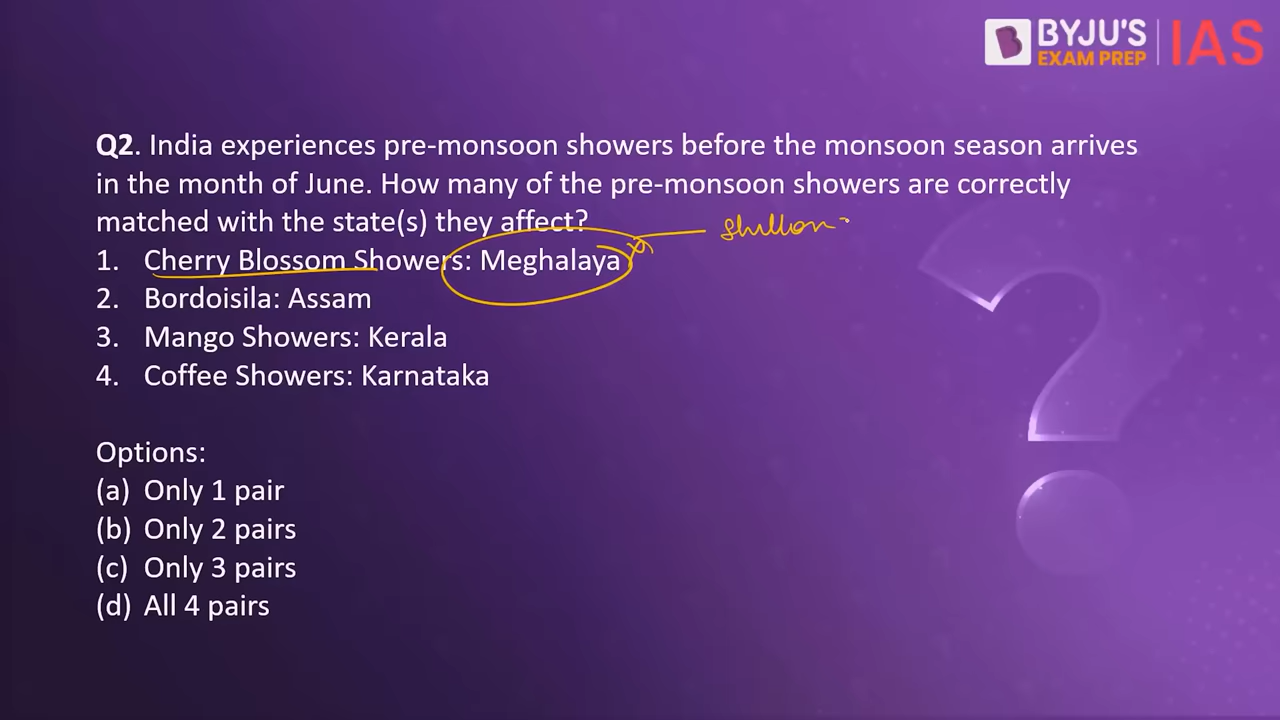 BYJU'S
EXAM PREP
IAS
Q2. India experiences pre-monsoon showers before the monsoon season arrives
in the month of June. How many of the pre-monsoon showers are correctly
matched with the state(s) they affect?
shillon
1. Cherry Blossom Showers: Meghalaya
2. Bordoisila: Assam
3. Mango Showers: Kerala
4. Coffee Showers: Karnataka
Options:
(a) Only 1 pair
(b) Only 2 pairs
(c) Only 3 pairs
(d) All 4 pairs